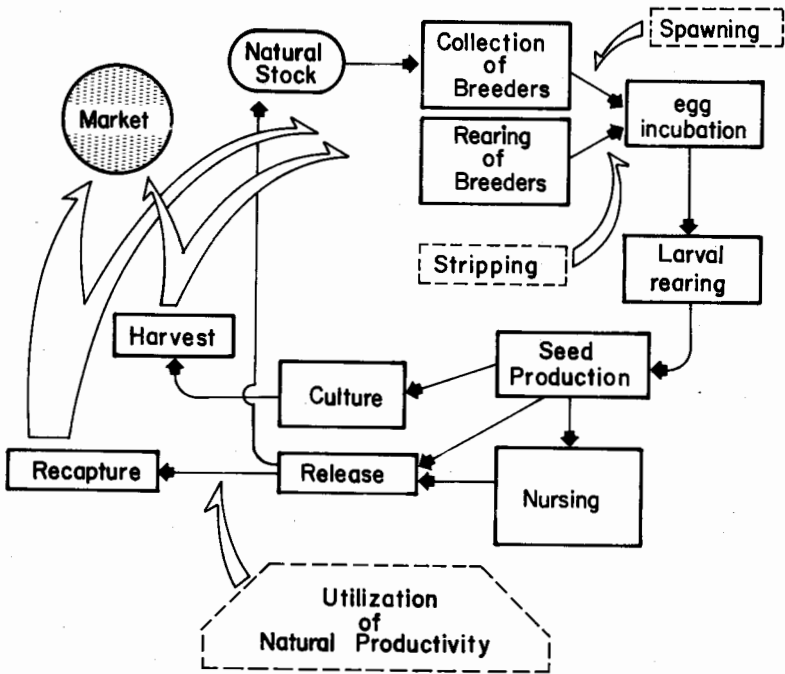 Natural
Stock
Collection
of
Breeders
Spawning
Market
egg
incubation
Rearing
of
Breeders
Stripping
Larval
rearing
Harvest
Seed
Production
Culture
Recapture
Release
Nursing
Utilization
of
Natural Productivity